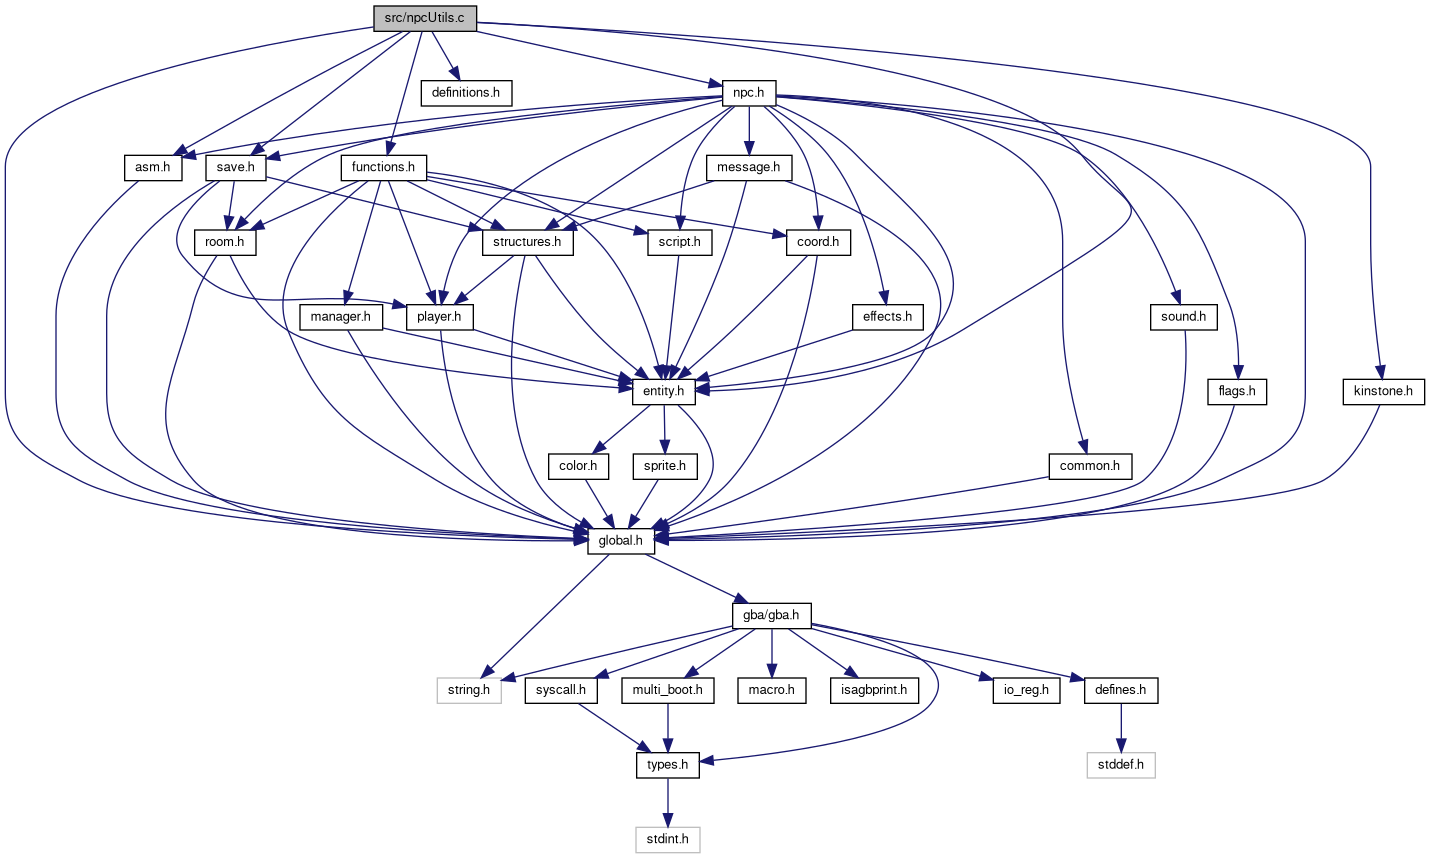 src/npcUtils.c
definitions.h
npc.h
asm.h
save.h
functions.h
message.h
room.h
structures.h
script.h
coord.h
manager.h
player.h
effects.h
sound.h
entity.h
flags.h
kinstone.h
color.h
sprite.h
common.h
global.h
gba/gba.h
string.h
syscall.h
multi_boot.h
macro.h
isagbprint.h
io_reg.h
defines.h
types.h
stddef.h
stdint.h